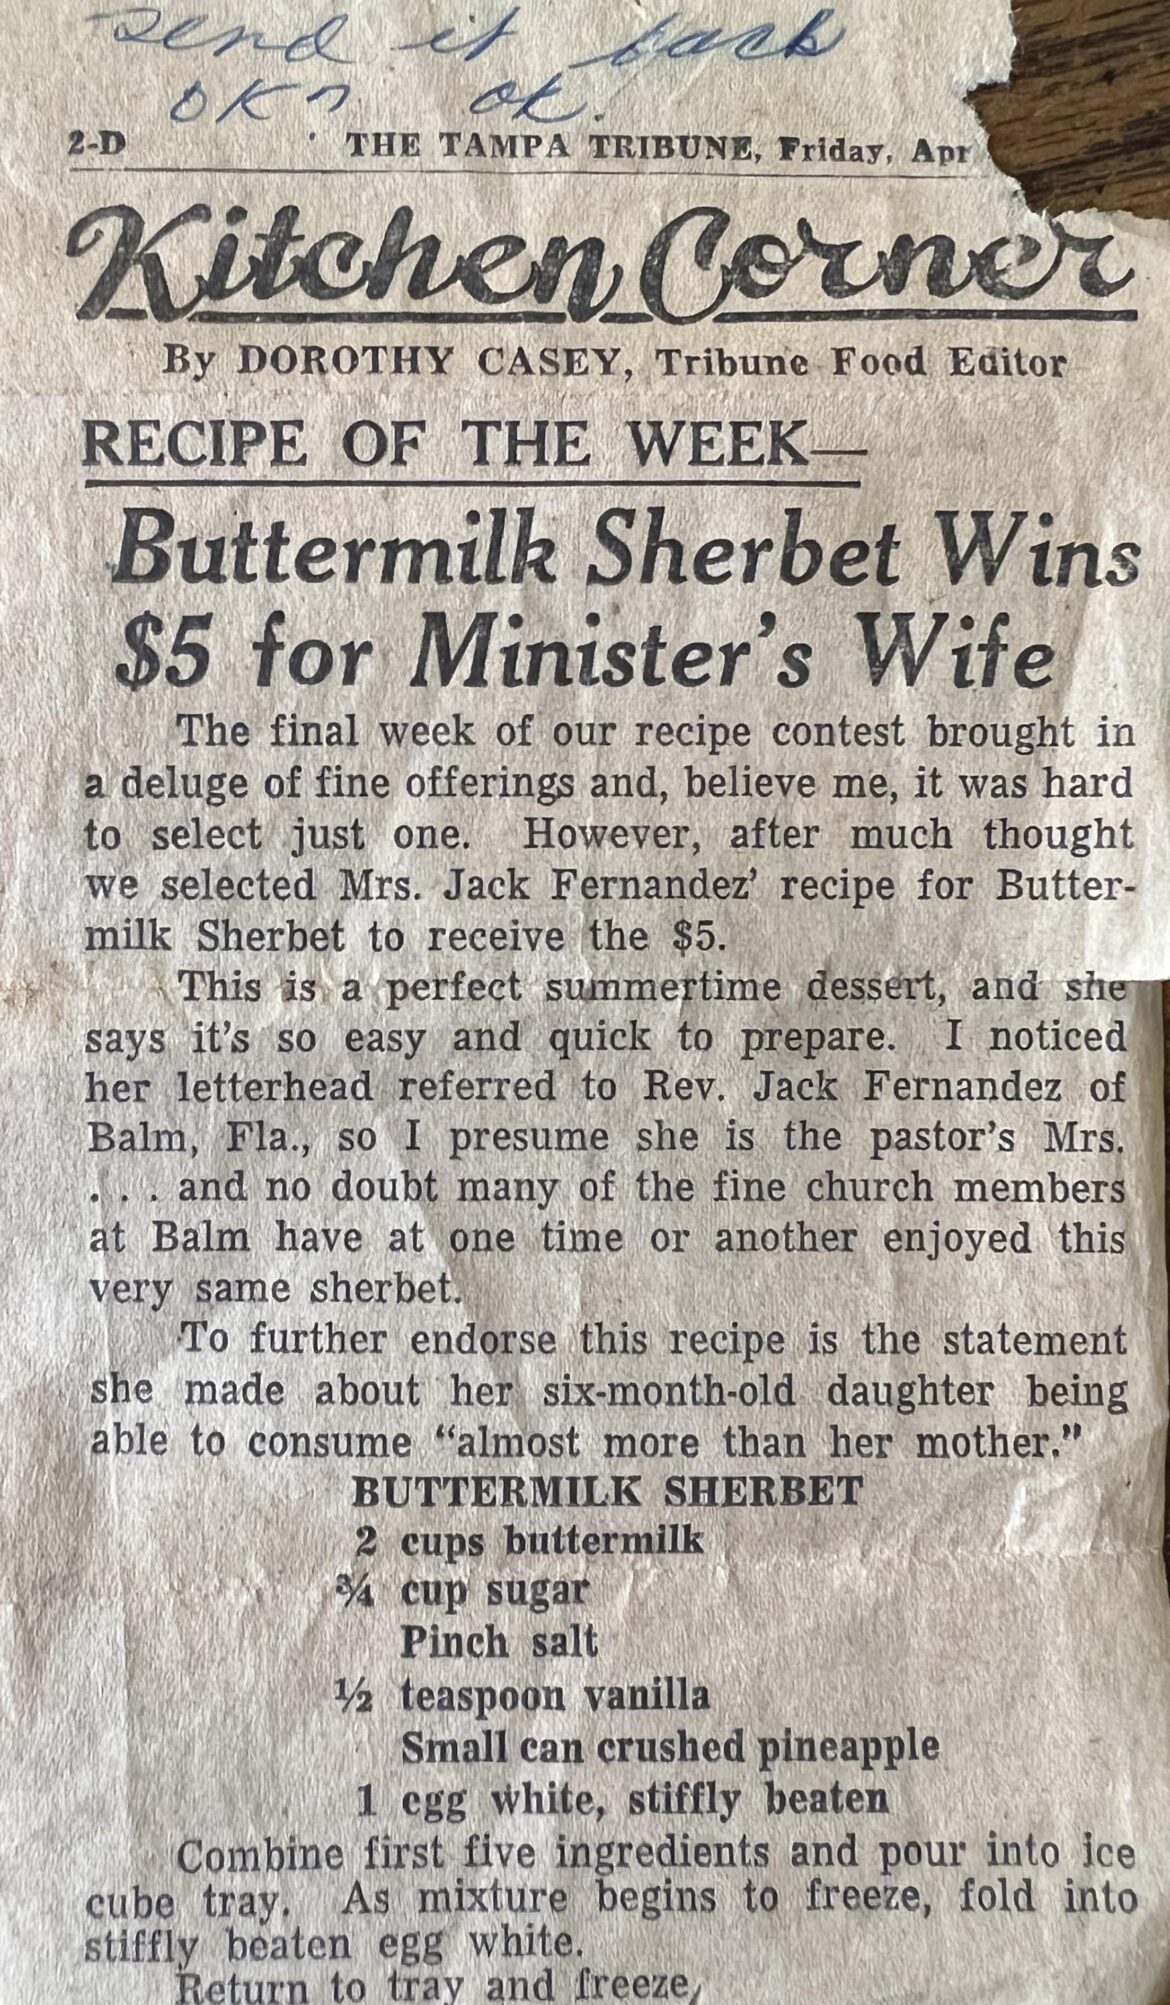 send it back
OK? ok.
2-D THE TAMPA TRIBUNE, Friday, Apr
Kitchen Corner
By DOROTHY CASEY, Tribune Food Editor
RECIPE OF THE WEEK—
Buttermilk Sherbet Wins
$5 for Minister's Wife
The final week of our recipe contest brought in
a deluge of fine offerings and, believe me, it was hard
to select just one. However, after much thought
we selected Mrs. Jack Fernandez' recipe for Butter-
milk Sherbet to receive the $5.
This is a perfect summertime dessert, and she
says it's so easy and quick to prepare. I noticed
her letterhead referred to Rev. Jack Fernandez of
Balm, Fla., so I presume she is the pastor's Mrs.
. . . and no doubt many of the fine church members
at Balm have at one time or another enjoyed this
very same sherbet.
To further endorse this recipe is the statement
she made about her six-month-old daughter being
able to consume “almost more than her mother.”
BUTTERMILK SHERBET
2 cups buttermilk
¾ cup sugar
Pinch salt
½ teaspoon vanilla
Small can crushed pineapple
1 egg white, stiffly beaten
Combine first five ingredients and pour into ice
cube tray. As mixture begins to freeze, fold into
stiffly beaten egg white.
Return to tray and freeze,